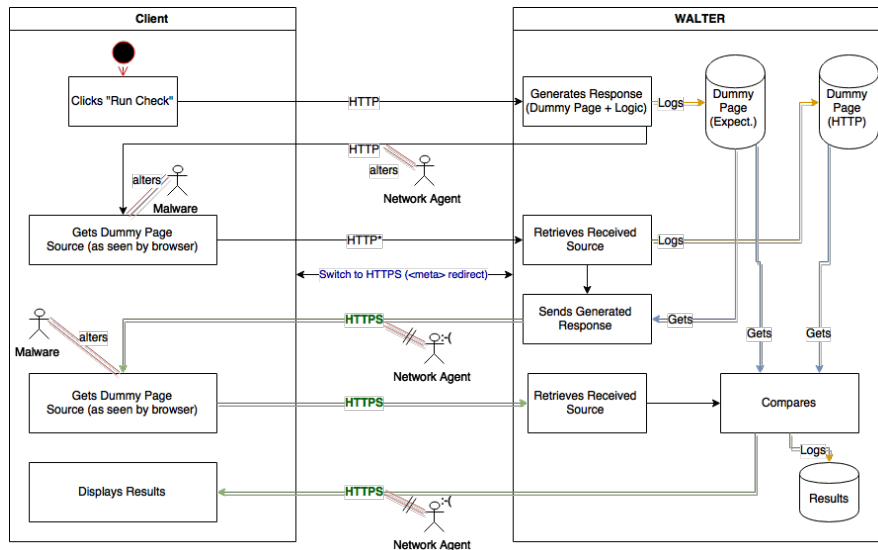 Client
WALTER
Clicks "Run Check"
HTTP
Generates Response
(Dummy Page + Logic)
Logs
Dummy
Page
(Expect.)
Dummy
Page
(HTTP)
HTTP
alters
Network Agent
alters
Malware
Gets Dummy Page
Source (as seen by browser)
HTTP*
Retrieves Received
Source
Logs
Switch to HTTPS (<meta> redirect)
Sends Generated
Response
Gets
Gets
Gets
HTTPS
:-(
Network Agent
alters
Malware
Gets Dummy Page
Source (as seen by browser)
HTTPS
Retrieves Received
Source
Compares
Logs
Results
Displays Results
HTTPS
:-(
Network Agent